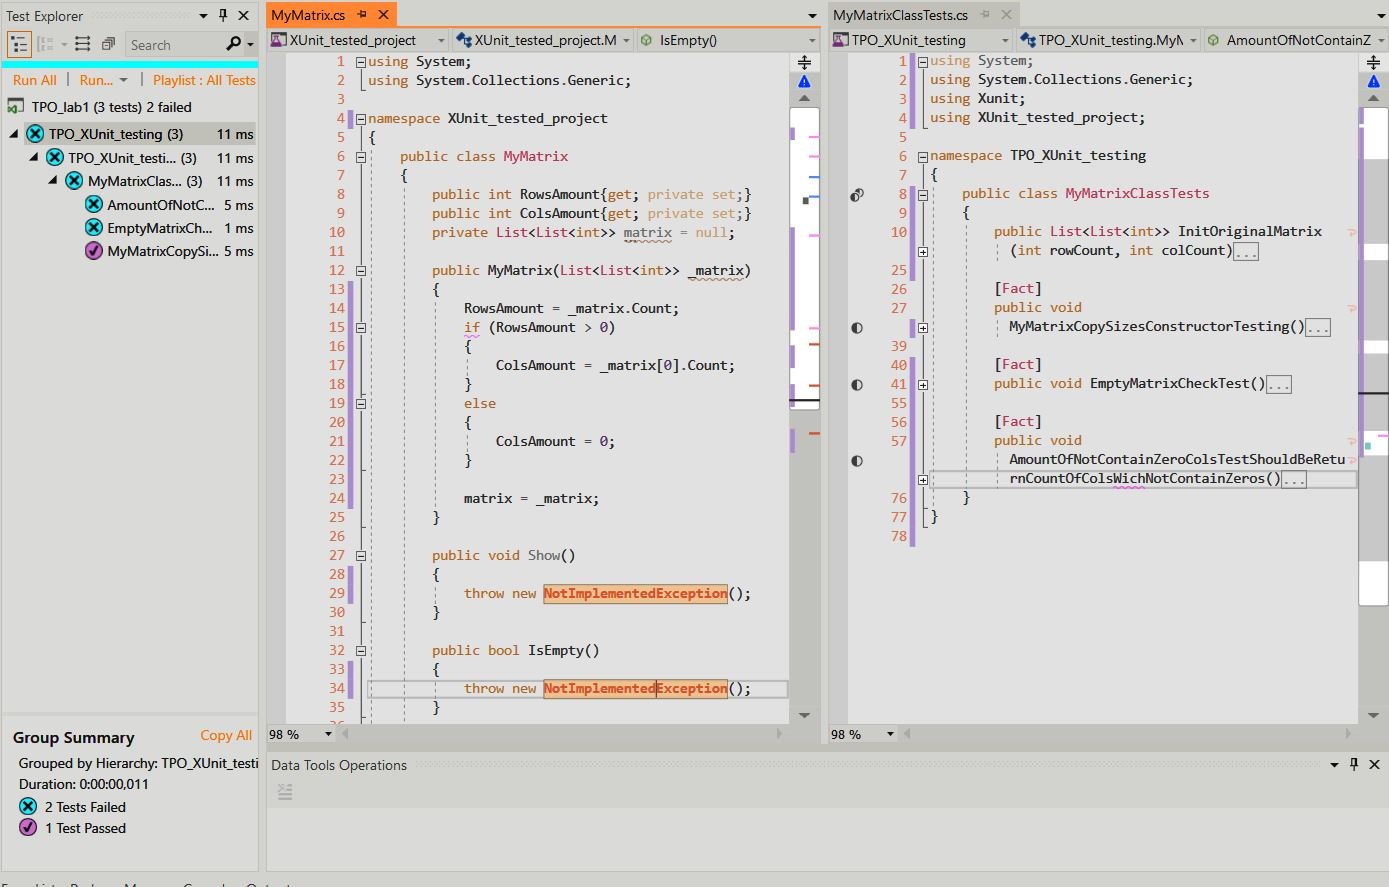 Test Explorer
Search
Run All | Run... | Playlist : All Tests
TPO_lab1 (3 tests) 2 failed
TPO_XUnit_testing (3) 11 ms
TPO_XUnit_testi... (3) 11 ms
MyMatrixClas... (3) 11 ms
AmountOfNotC... 5 ms
EmptyMatrixCh... 1 ms
MyMatrixCopySi... 5 ms
Group Summary Copy All
Grouped by Hierarchy: TPO_XUnit_testi
Duration: 0:00:00,011
2 Tests Failed
1 Test Passed
MyMatrix.cs
XUnit_tested_project XUnit_tested_project.M IsEmpty()
1 using System;
2 using System.Collections.Generic;
3
4 namespace XUnit_tested_project
5 {
6 public class MyMatrix
7 {
8 public int RowsAmount{get; private set;}
9 public int ColsAmount{get; private set;}
10 private List<List<int>> matrix = null;
11
12 public MyMatrix(List<List<int>> _matrix)
13 {
14 RowsAmount = _matrix.Count;
15 if (RowsAmount > 0)
16 {
17 ColsAmount = _matrix[0].Count;
18 }
19 else
20 {
21 ColsAmount = 0;
22 }
23
24 matrix = _matrix;
25 }
26
27 public void Show()
28 {
29 throw new NotImplementedException();
30 }
31
32 public bool IsEmpty()
33 {
34 throw new NotImplementedException();
35 }
98 %
MyMatrixClassTests.cs
TPO_XUnit_testing TPO_XUnit_testing.MyM AmountOfNotContainZ
1 using System;
2 using System.Collections.Generic;
3 using Xunit;
4 using XUnit_tested_project;
5
6 namespace TPO_XUnit_testing
7 {
8 public class MyMatrixClassTests
9 {
10 public List<List<int>> InitOriginalMatrix
(int rowCount, int colCount)...
25
26 [Fact]
27 public void
MyMatrixCopySizesConstructorTesting()...
39
40 [Fact]
41 public void EmptyMatrixCheckTest()...
55
56 [Fact]
57 public void
AmountOfNotContainZeroColsTestShouldBeRetu
rnCountOfColsWichNotContainZeros()...
76 }
77 }
78
98 %
Data Tools Operations